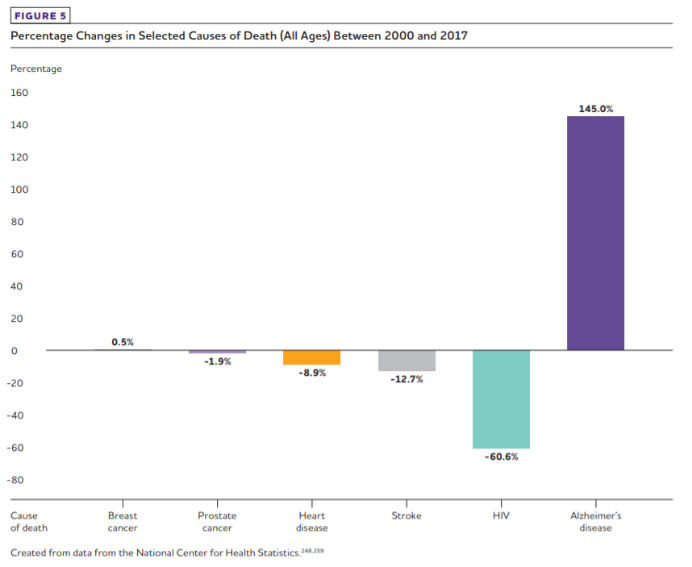 FIGURE 5
Percentage Changes in Selected Causes of Death (All Ages) Between 2000 and 2017
Percentage
160
145.0%
140
120
100
80
60
40
20
0.5%
0
-1.9%
-8.9%
-12.7%
-20
-40
-60
-60.6%
-80
Cause
of death
Breast
cancer
Prostate
cancer
Heart
disease
Stroke
HIV
Alzheimer's
disease
Created from data from the National Center for Health Statistics.248,259